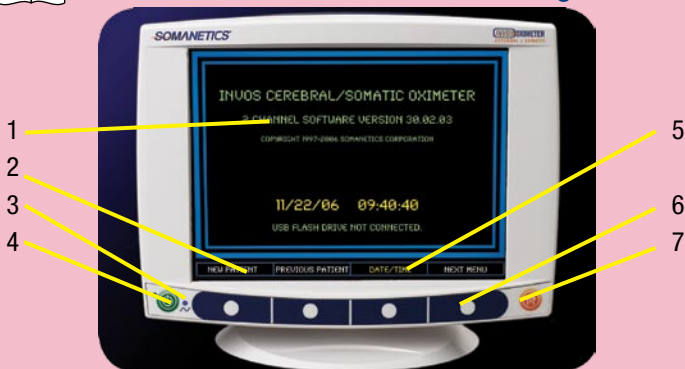 SOMANETICS
INVOS OXIMETER
INVOS CEREBRAL/SOMATIC OXIMETER
2 CHANNEL SOFTWARE VERSION 30.02.03
COPYRIGHT 1997-2006 SOMANETICS CORPORATION
11/22/06 09:40:40
USB FLASH DRIVE NOT CONNECTED.
NEW PATIENT PREVIOUS PATIENT DATE/TIME NEXT MENU
1
2
3
4
5
6
7